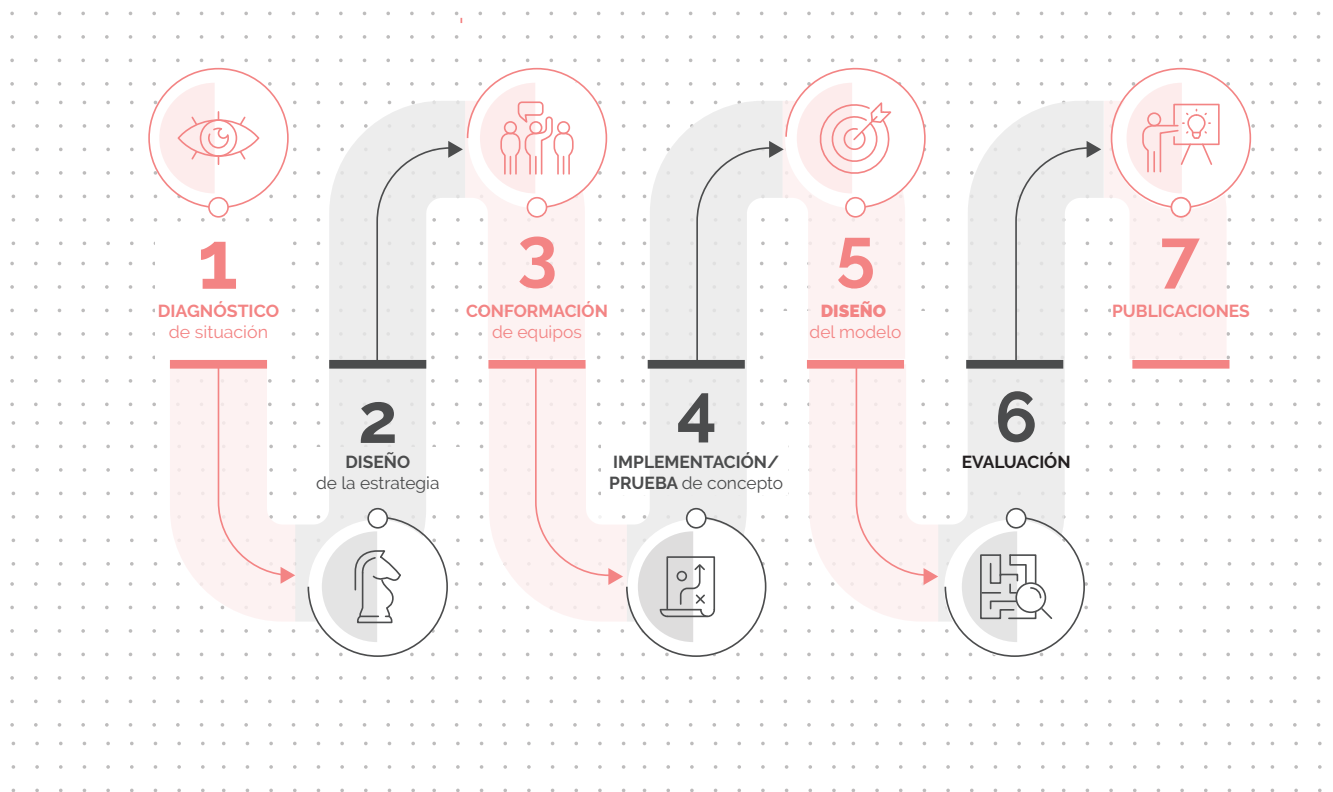 1
DIAGNÓSTICO
de situación
2
DISEÑO
de la estrategia
3
CONFORMACIÓN
de equipos
4
IMPLEMENTACIÓN/
PRUEBA de concepto
5
DISEÑO
del modelo
6
EVALUACIÓN
7
PUBLICACIONES